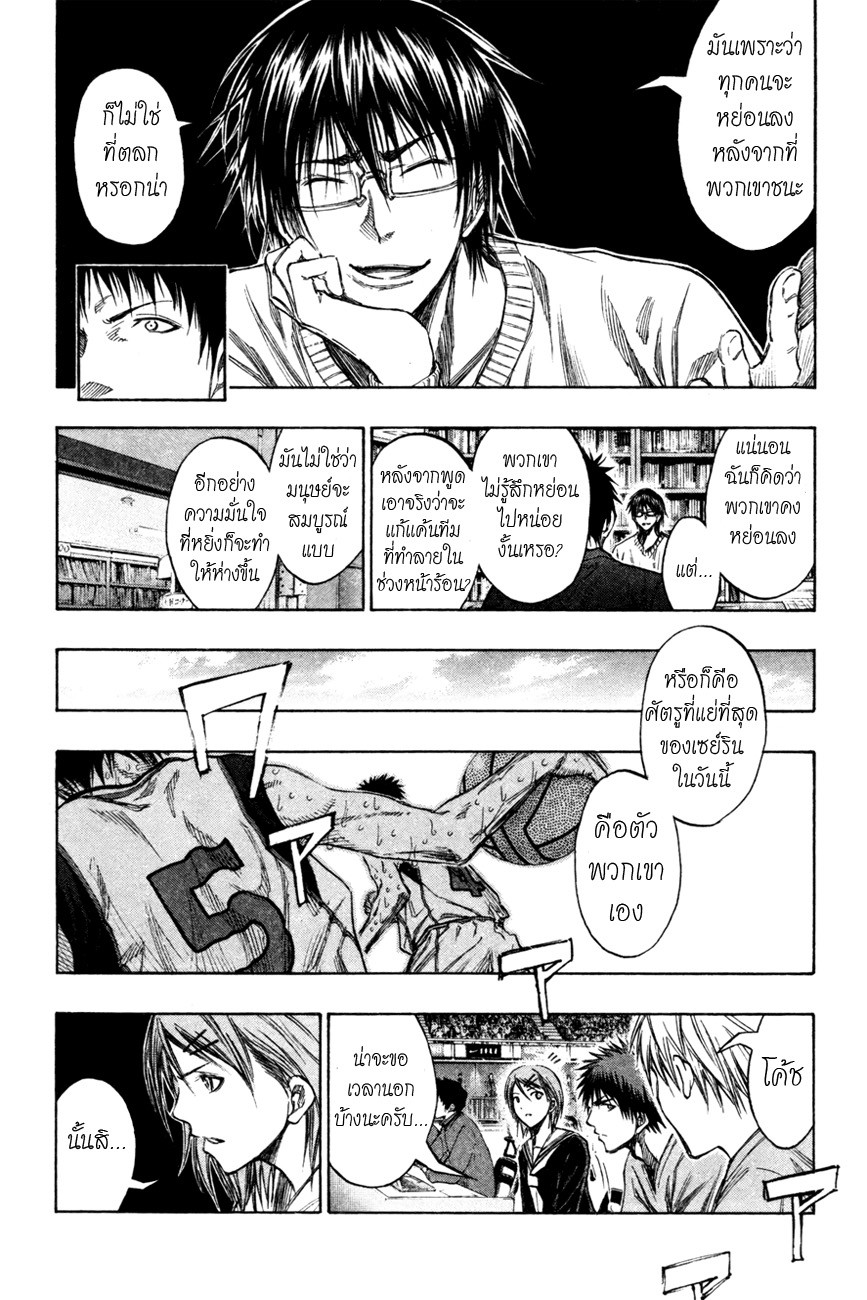 มันเพราะว่า
ทุกคนจะ
หย่อนลง
หลังจากที่
พวกเขาชนะ
ก็ไม่ใช่
ที่ตลก
หรอกน่า
แน่นอน
ฉันก็คิดว่า
พวกเขาคง
หย่อนลง
แต่...
พวกเขา
ไม่รู้สึกหย่อน
ไปหน่อย
งั้นเหรอ?
หลังจากพูด
เอาจริงว่าจะ
แก้แค้นทีม
ที่ทำลายใน
ช่วงหน้าร้อน?
มันไม่ใช่ว่า
มนุษย์จะ
สมบูรณ์
แบบ
อีกอย่าง
ความมั่นใจ
ที่หยิ่งก็จะทำ
ให้ห่างขึ้น
หรือก็คือ
ศัตรูที่แย่ที่สุด
ของเซย์ริน
ในวันนี้
คือตัว
พวกเขา
เอง
ワ
ァ
ァ
โค้ช
น่าจะขอ
เวลานอก
บ้างนะครับ...
นั้นสิ...
ァ
ァ